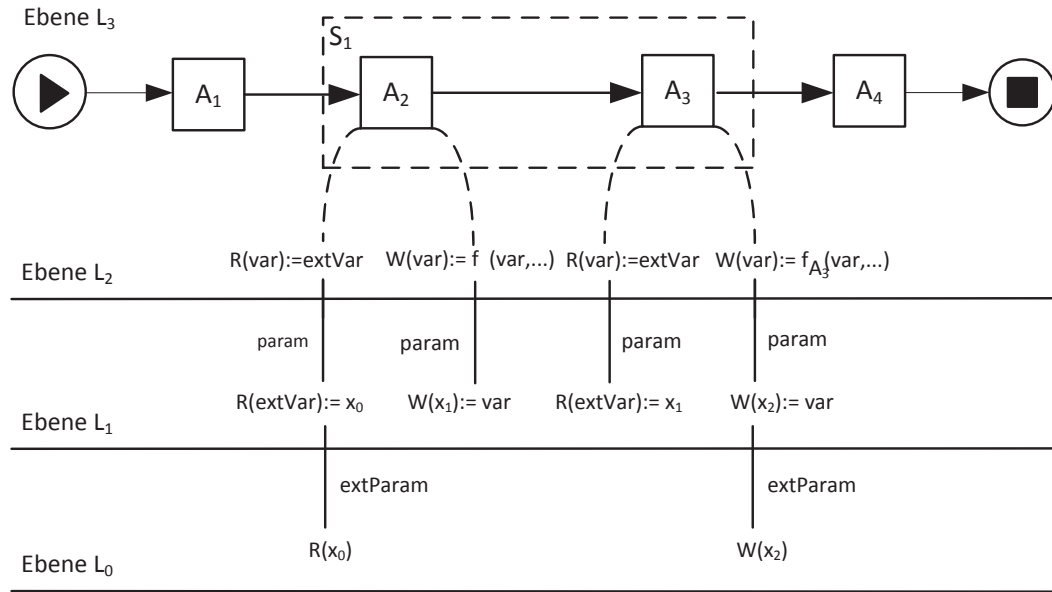 Ebene L₃
S₁
A₁ A₂ A₃ A₄
R(var):=extVar W(var):= f (var,...) R(var):=extVar W(var):= f_A₃(var,...)
Ebene L₂
param param param param
R(extVar):= x₀ W(x₁):= var R(extVar):= x₁ W(x₂):= var
Ebene L₁
extParam extParam
R(x₀) W(x₂)
Ebene L₀